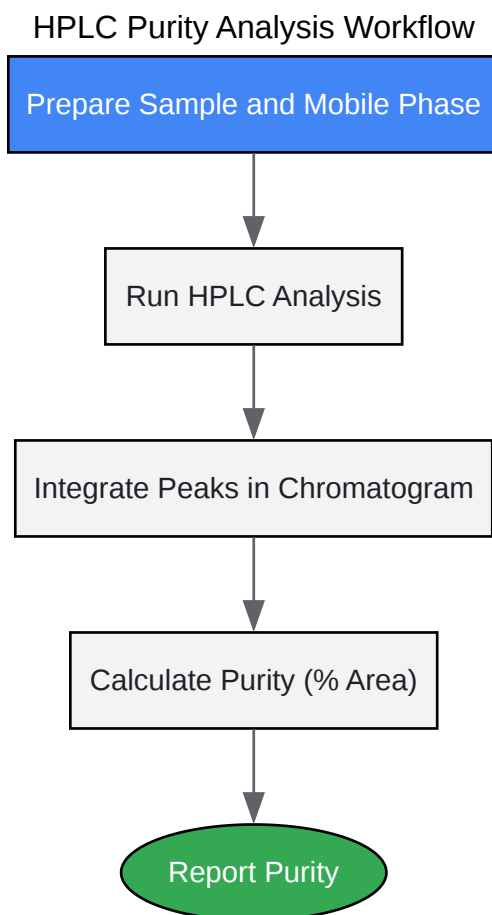 HPLC Purity Analysis Workflow
Prepare Sample and Mobile Phase
Run HPLC Analysis
Integrate Peaks in Chromatogram
Calculate Purity (% Area)
Report Purity